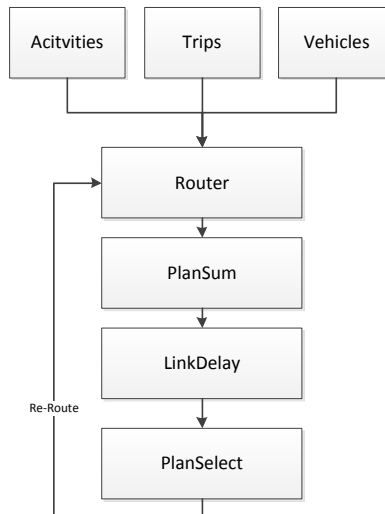 Acitvities
Trips
Vehicles
Router
PlanSum
LinkDelay
Re-Route
PlanSelect